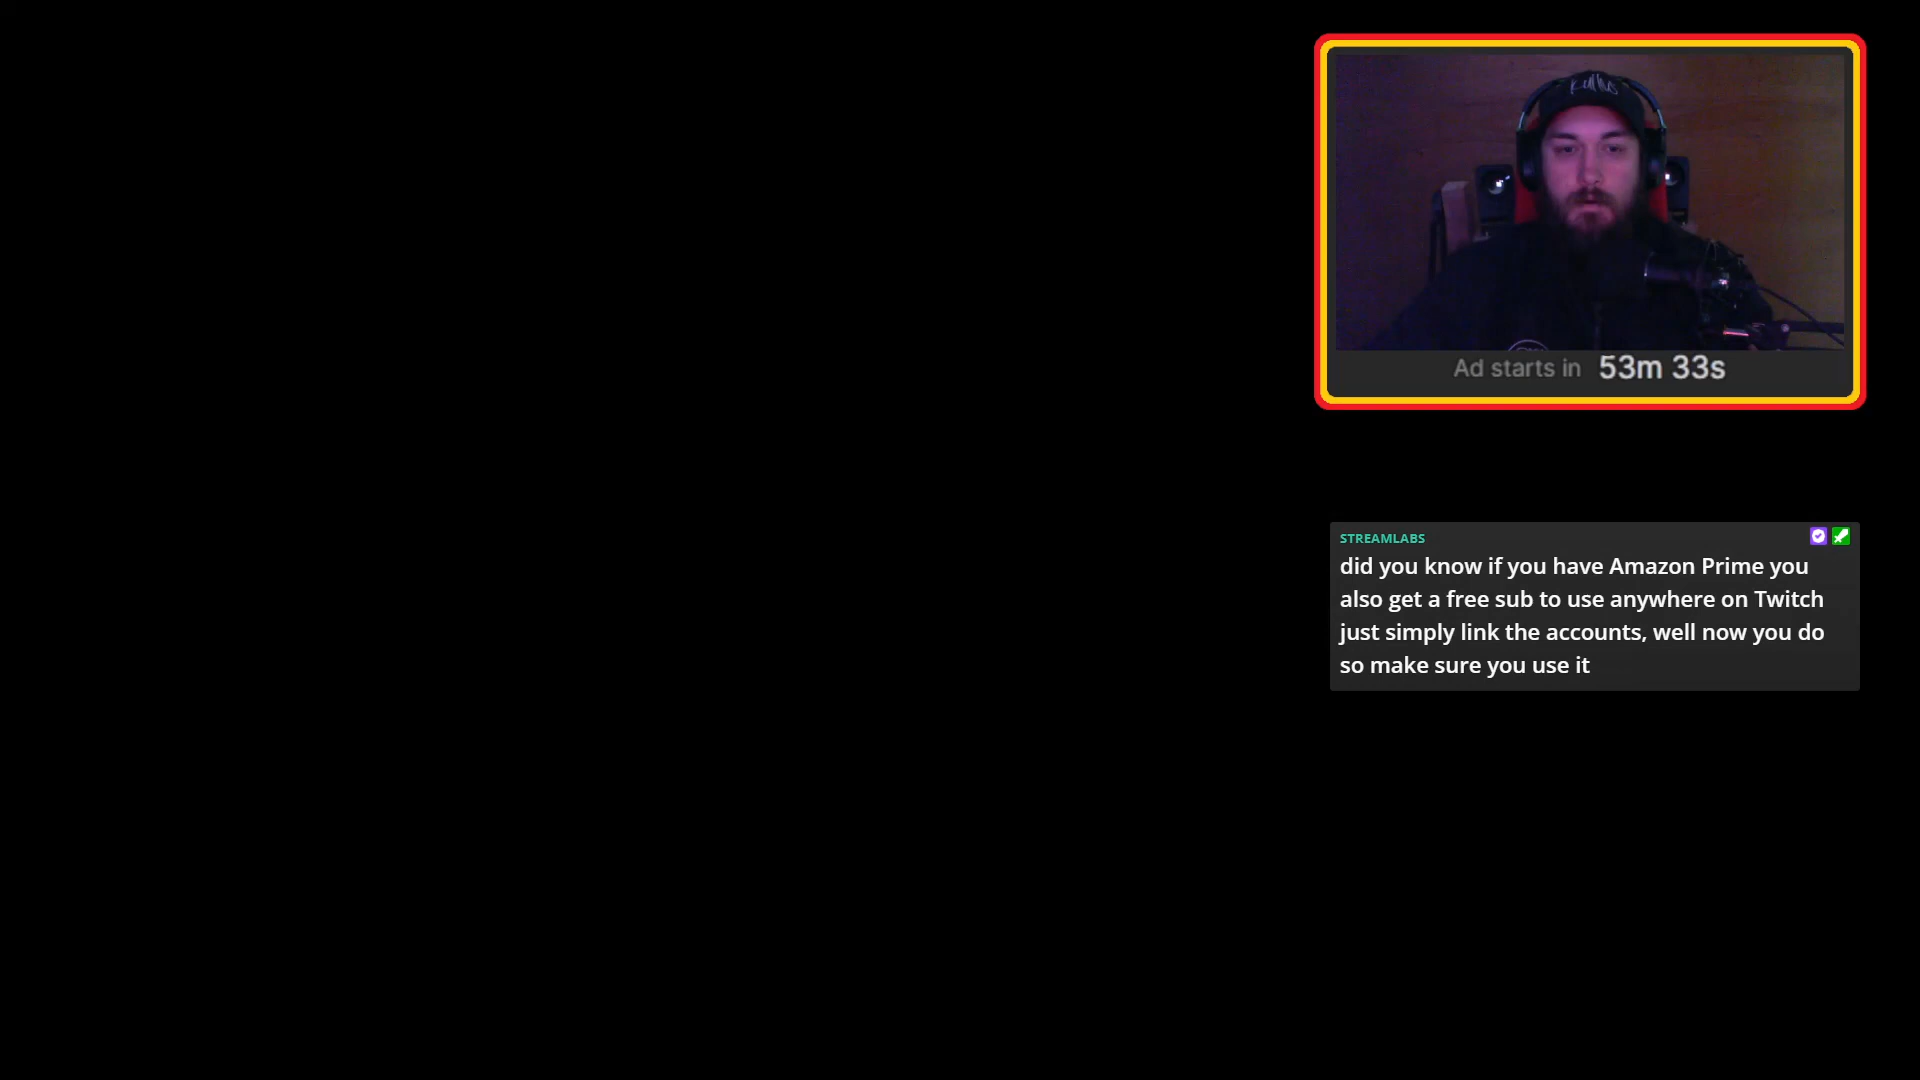 Ad starts in 53m 33s
STREAMLABS
did you know if you have Amazon Prime you
also get a free sub to use anywhere on Twitch
just simply link the accounts, well now you do
so make sure you use it